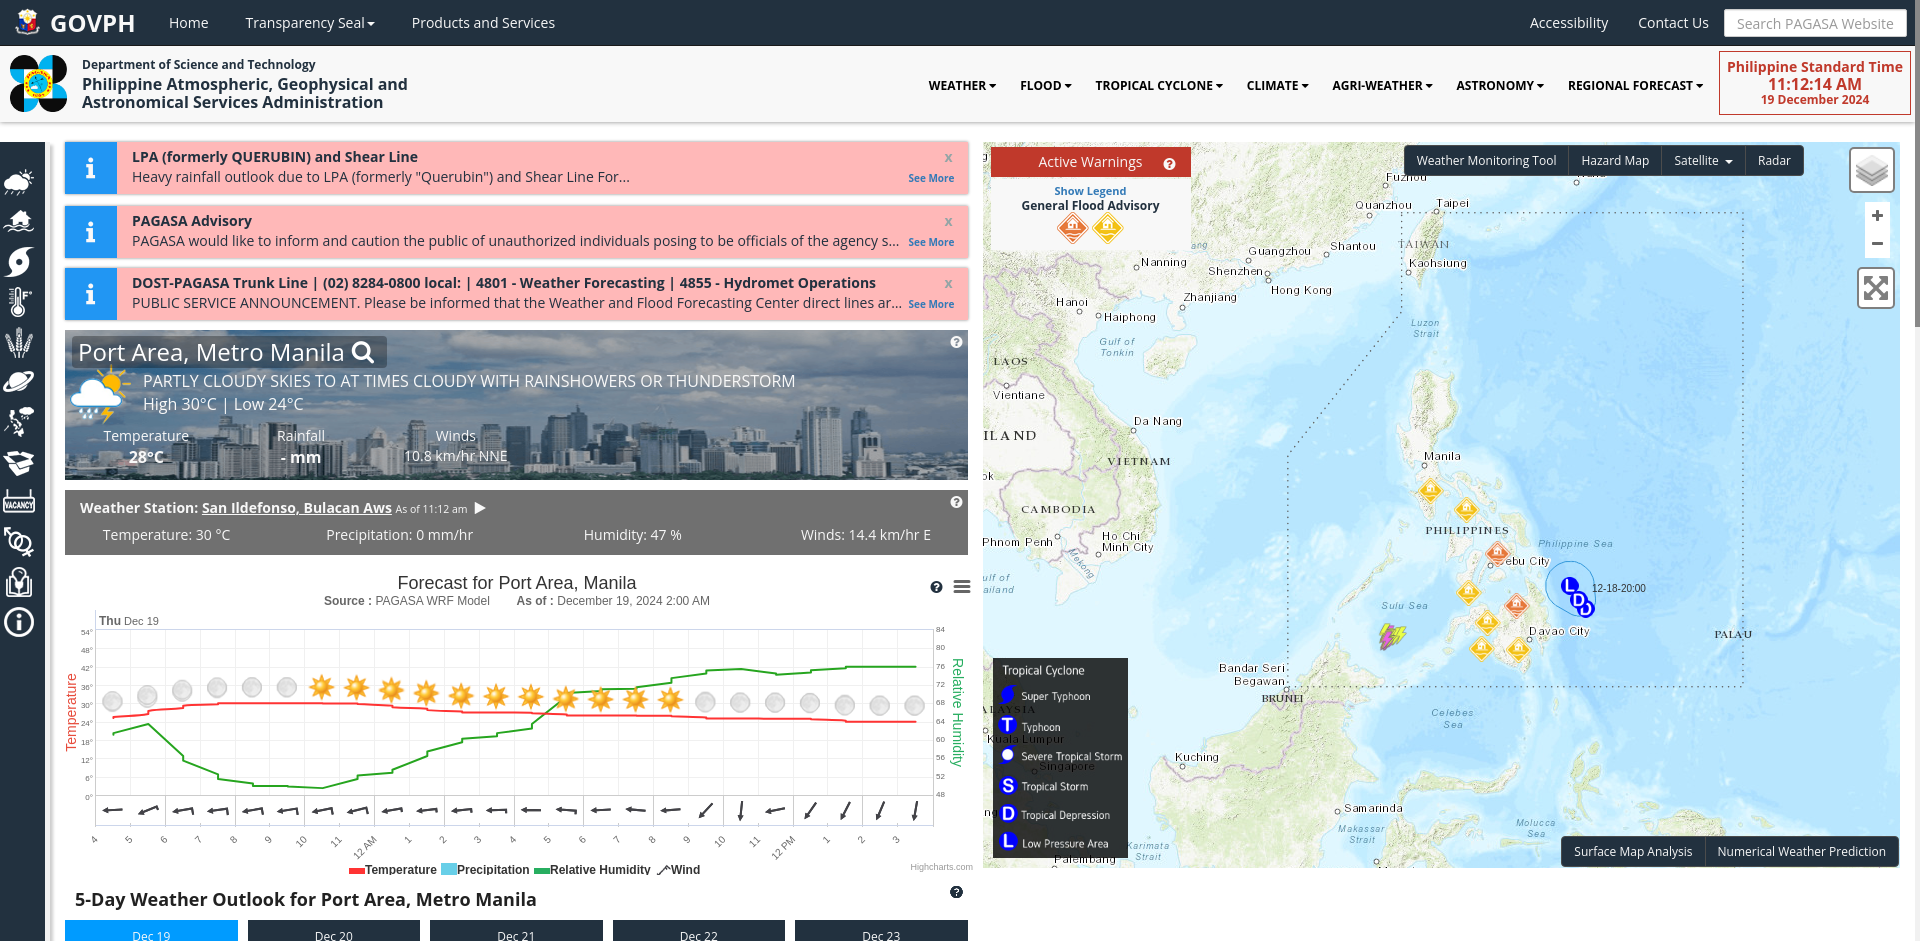 GOVPH
Home
Transparency Seal
Products and Services
Accessibility
Contact Us
Search PAGASA Website
Department of Science and Technology
Philippine Atmospheric, Geophysical and
Astronomical Services Administration
WEATHER
FLOOD
TROPICAL CYCLONE
CLIMATE
AGRI-WEATHER
ASTRONOMY
REGIONAL FORECAST
Philippine Standard Time
11:12:14 AM
19 December 2024
VACANCY
LPA (formerly QUERUBIN) and Shear Line
x
Heavy rainfall outlook due to LPA (formerly "Querubin") and Shear Line For...
See More
PAGASA Advisory
x
PAGASA would like to inform and caution the public of unauthorized individuals posing to be officials of the agency s...
See More
DOST-PAGASA Trunk Line | (02) 8284-0800 local: | 4801 - Weather Forecasting | 4855 - Hydromet Operations
x
PUBLIC SERVICE ANNOUNCEMENT. Please be informed that the Weather and Flood Forecasting Center direct lines ar...
See More
Port Area, Metro Manila
PARTLY CLOUDY SKIES TO AT TIMES CLOUDY WITH RAINSHOWERS OR THUNDERSTORM
High 30°C | Low 24°C
Temperature
Rainfall
Winds
28°C
- mm
10.8 km/hr NNE
Weather Station: San Ildefonso, Bulacan Aws As of 11:12 am
Temperature: 30 °C
Precipitation: 0 mm/hr
Humidity: 47 %
Winds: 14.4 km/hr E
Forecast for Port Area, Manila
Source : PAGASA WRF Model As of : December 19, 2024 2:00 AM
Thu Dec 19
Temperature
54°
48°
42°
36°
30°
24°
18°
12°
6°
0°
84
80
76
72
68
64
60
56
52
48
Relative Humidity
4
5
6
7
8
9
10
11
12 AM
1
2
3
4
5
6
7
8
9
10
11
12 PM
1
2
3
Temperature
Precipitation
Relative Humidity
Wind
Highcharts.com
5-Day Weather Outlook for Port Area, Metro Manila
Dec 19
Dec 20
Dec 21
Dec 22
Dec 23
Active Warnings
Show Legend
General Flood Advisory
Weather Monitoring Tool
Hazard Map
Satellite
Radar
+
−
Fuzhou
Quanzhou
Taipei
TAIWAN
Guangzhou
Shantou
Nanning
Shenzhen
Kaohsiung
Hong Kong
Hanoi
Zhanjiang
Haiphong
Luzon
Strait
Gulf of
Tonkin
LAOS
Vientiane
Da Nang
ILAND
VIETNAM
Manila
ok
CAMBODIA
PHILIPPINES
Phnom Penh
Ho Chi
Minh City
Mekong
Philippine Sea
ebu City
ulf of
ailand
L
D
D
12-18-20:00
Sulu Sea
Davao City
PALAU
Bandar Seri
Begawan
BRUNEI
ALAYSIA
Kuala Lumpur
Singapore
Celebes
Sea
Kuching
Samarinda
Makassar
Strait
Molucca
Sea
Karimata
Strait
Palembang
Tropical Cyclone
Super Typhoon
T Typhoon
Severe Tropical Storm
S Tropical Storm
D Tropical Depression
L Low Pressure Area
Surface Map Analysis
Numerical Weather Prediction